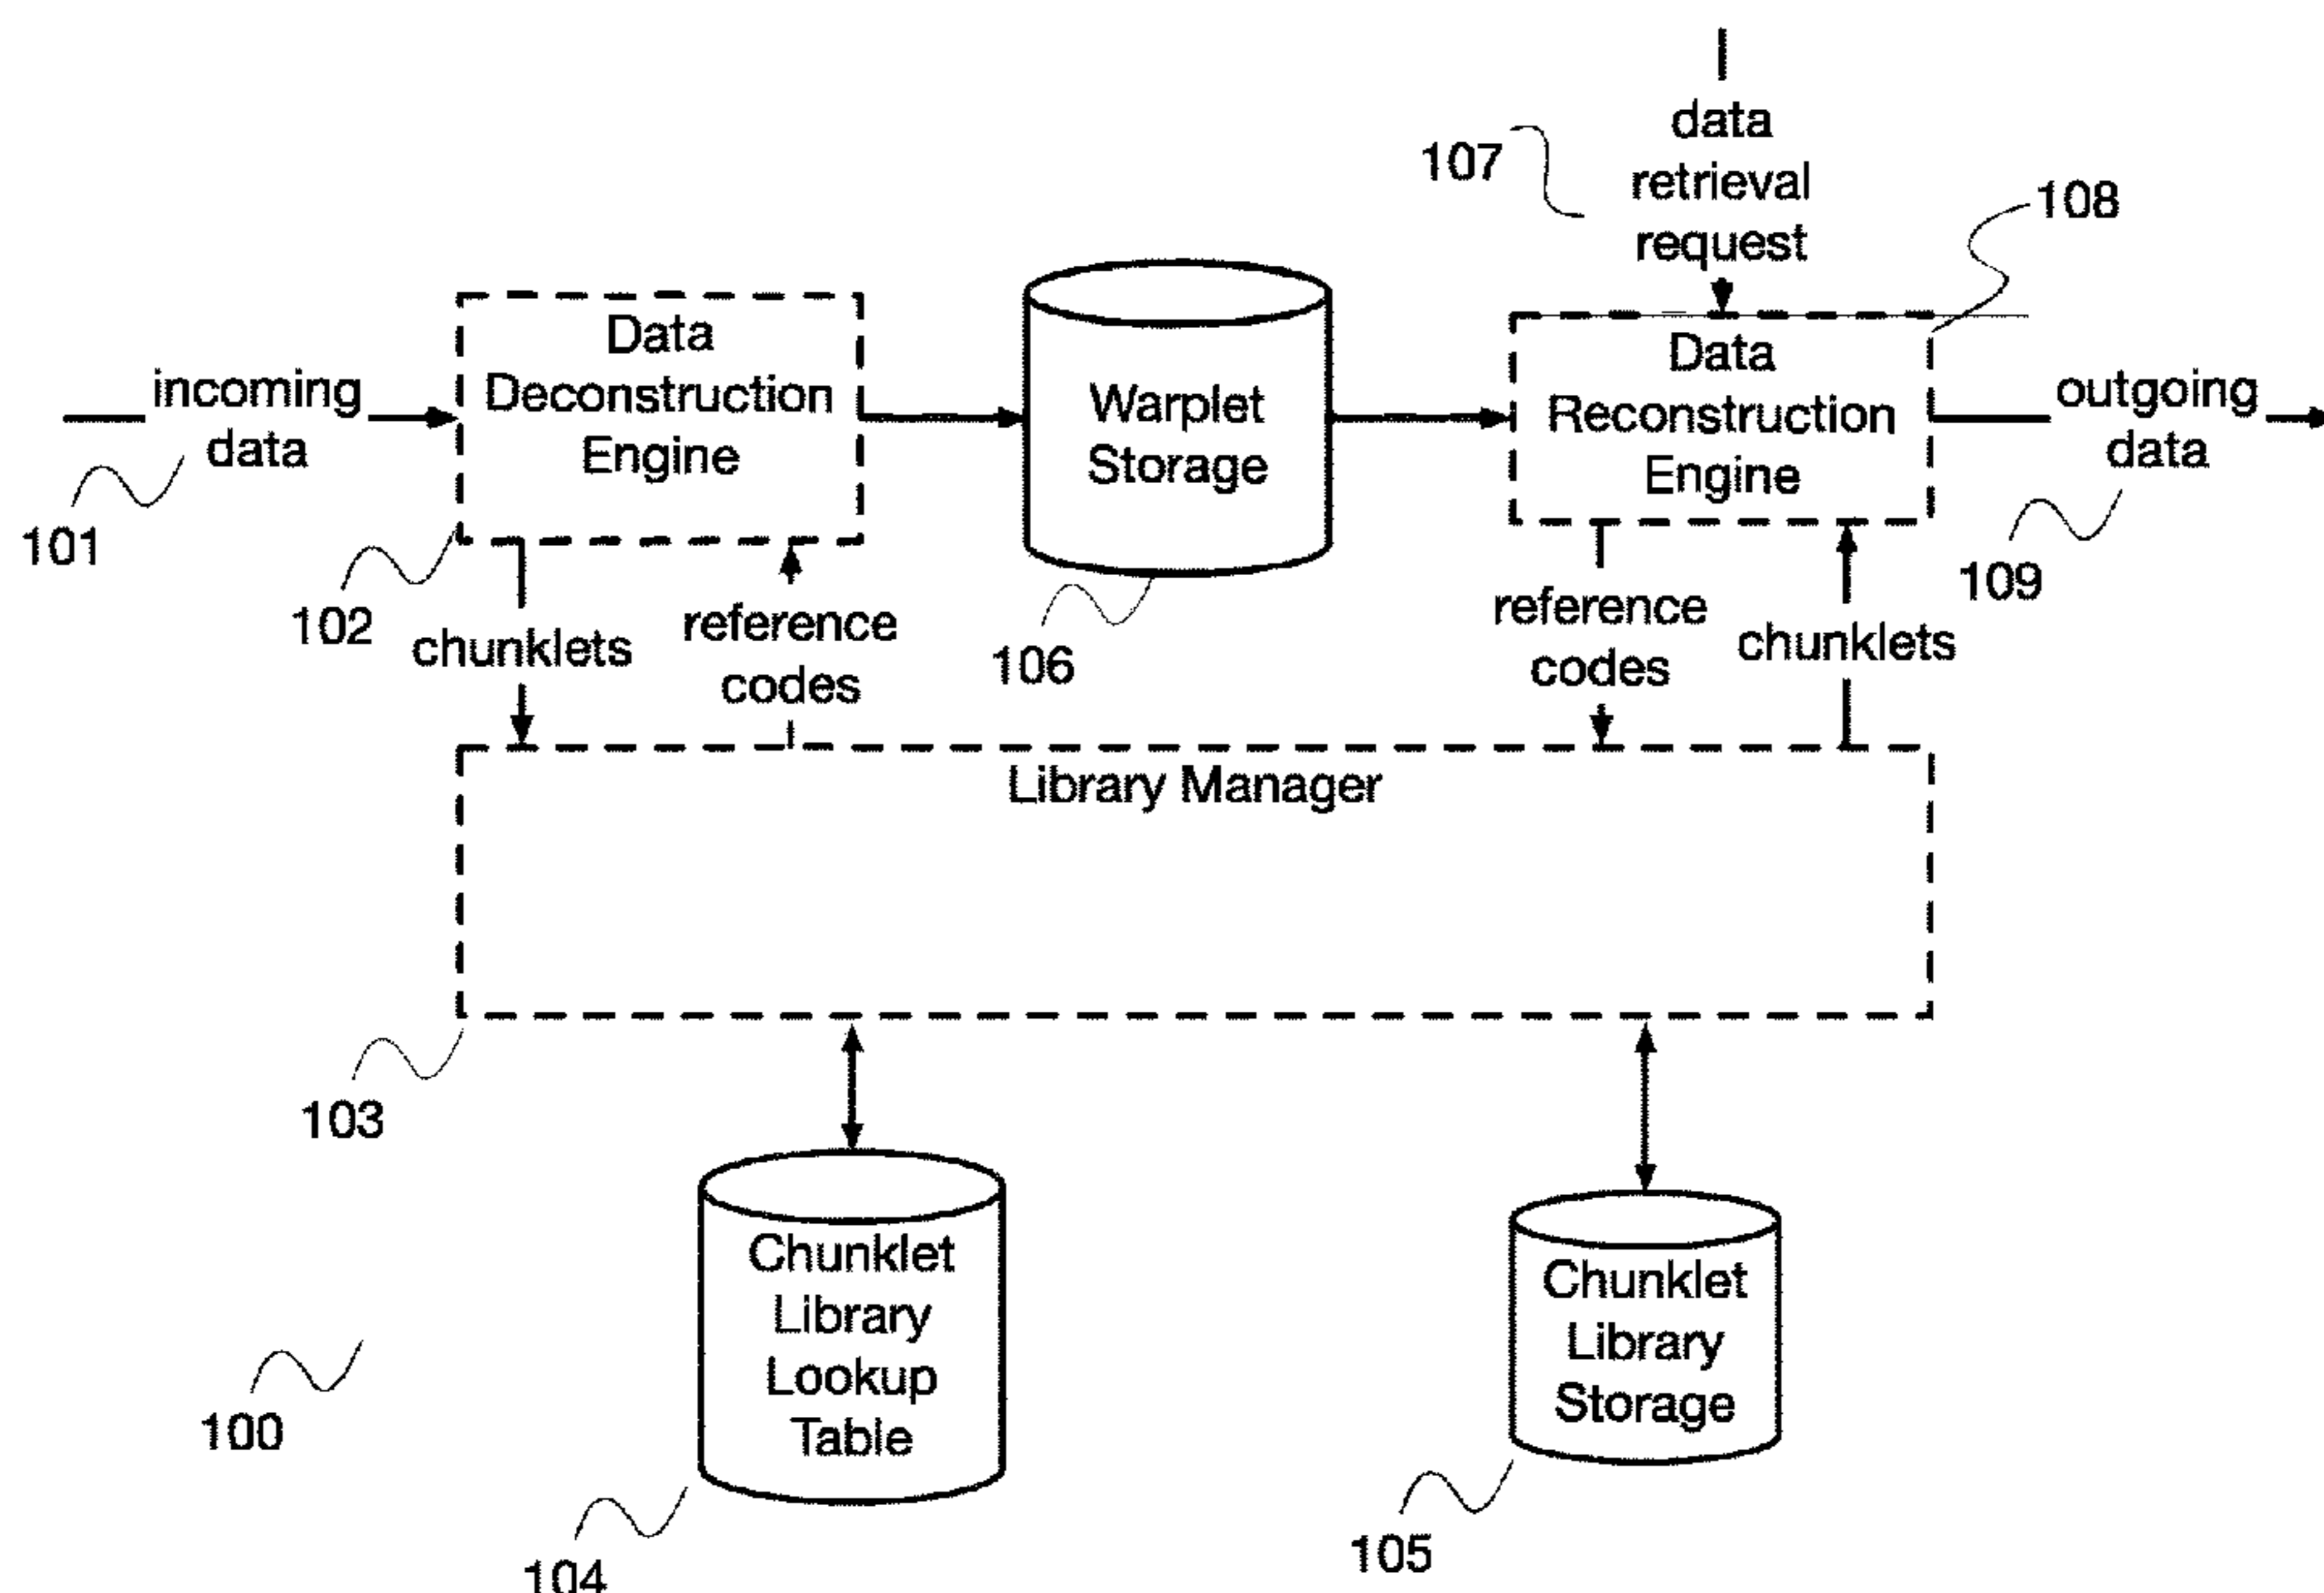 data
retrieval
request
107
108
Data
Deconstruction
Engine
incoming
data
101
102
Warplet
Storage
106
Data
Reconstruction
Engine
outgoing
data
109
chunklets
reference
codes
reference
codes
chunklets
Library Manager
103
Chunklet
Library
Lookup
Table
104
Chunklet
Library
Storage
105
100